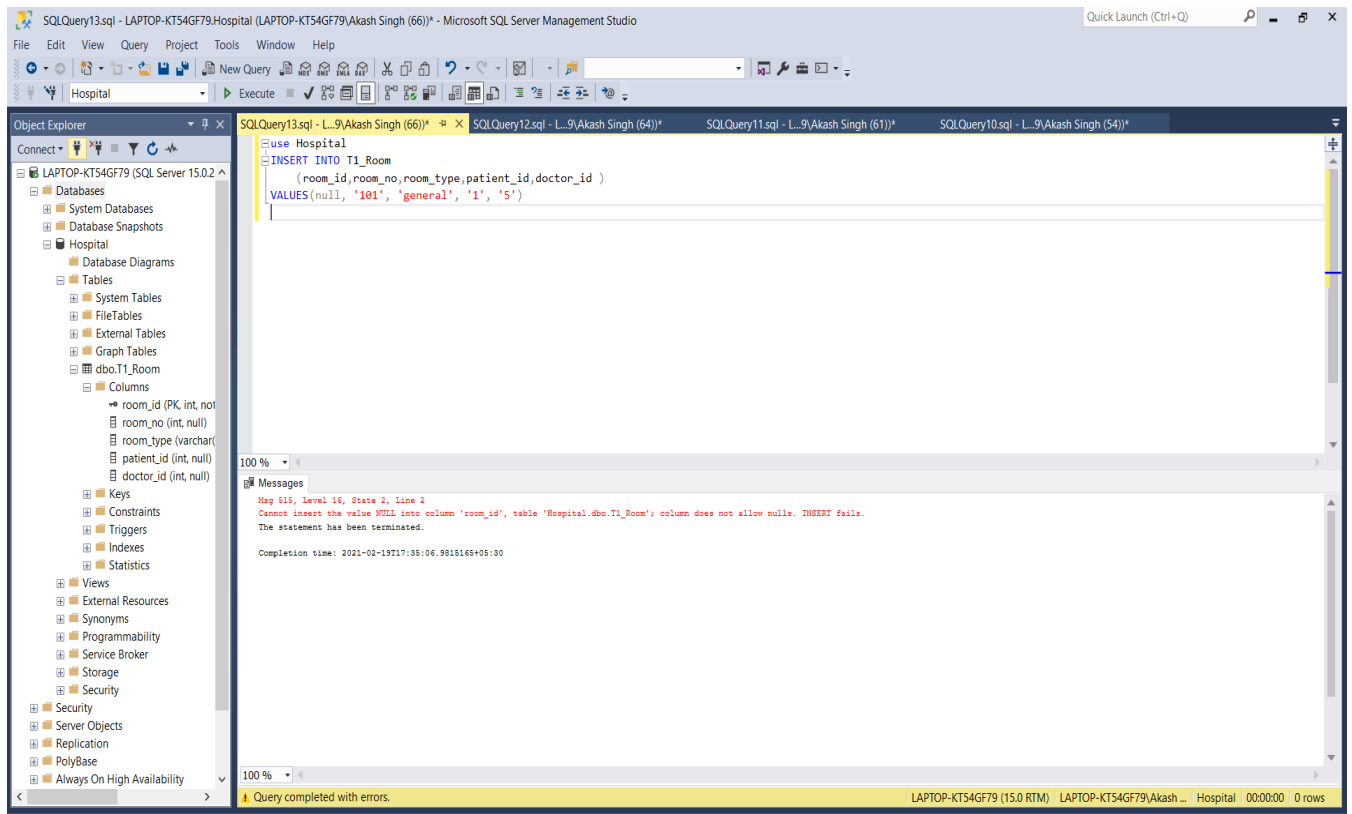 SQLQuery13.sql - LAPTOP-KT54GF79.Hospital (LAPTOP-KT54GF79\Akash Singh (66))* - Microsoft SQL Server Management Studio
Quick Launch (Ctrl+Q)
File Edit View Query Project Tools Window Help
New Query MDX DMX XMLA DAX
Hospital Execute
Object Explorer
SQLQuery13.sql - L...9\Akash Singh (66))* SQLQuery12.sql - L...9\Akash Singh (64))* SQLQuery11.sql - L...9\Akash Singh (61))* SQLQuery10.sql - L...9\Akash Singh (54))*
Connect
LAPTOP-KT54GF79 (SQL Server 15.0.2
Databases
System Databases
Database Snapshots
Hospital
Database Diagrams
Tables
System Tables
FileTables
External Tables
Graph Tables
dbo.T1_Room
Columns
room_id (PK, int, not
room_no (int, null)
room_type (varchar(
patient_id (int, null)
doctor_id (int, null)
Keys
Constraints
Triggers
Indexes
Statistics
Views
External Resources
Synonyms
Programmability
Service Broker
Storage
Security
Security
Server Objects
Replication
PolyBase
Always On High Availability
use Hospital
INSERT INTO T1_Room
(room_id,room_no,room_type,patient_id,doctor_id )
VALUES(null, '101', 'general', '1', '5')
100 %
Messages
Msg 515, Level 16, State 2, Line 2
Cannot insert the value NULL into column 'room_id', table 'Hospital.dbo.T1_Room'; column does not allow nulls. INSERT fails.
The statement has been terminated.
Completion time: 2021-02-19T17:35:06.9815165+05:30
100 %
Query completed with errors.
LAPTOP-KT54GF79 (15.0 RTM) LAPTOP-KT54GF79\Akash ... Hospital 00:00:00 0 rows